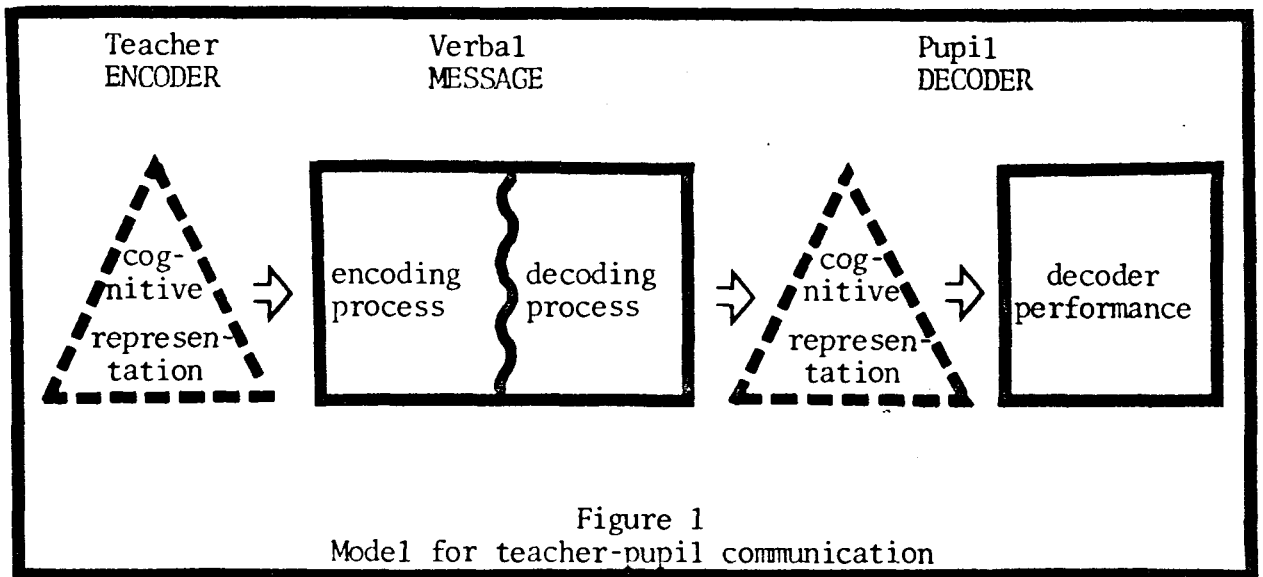 Teacher
ENCODER
Verbal
MESSAGE
Pupil
DECODER
cog-
nitive
represen-
tation
encoding
process
decoding
process
cog-
nitive
represen-
tation
decoder
performance
Figure 1
Model for teacher-pupil communication